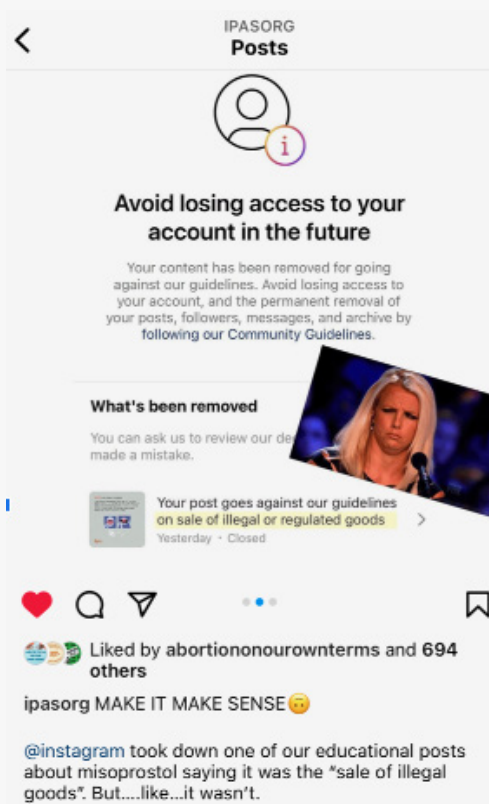 IPASORG
Posts
Avoid losing access to your
account in the future
Your content has been removed for going
against our guidelines. Avoid losing access to
your account, and the permanent removal of
your posts, followers, messages, and archive by
following our Community Guidelines.
What's been removed
You can ask us to review our
made a mistake.
Your post goes against our guidelines
on sale of illegal or regulated goods
Yesterday · Closed
Liked by abortiononourownterms and 694
others
ipasorg MAKE IT MAKE SENSE🙃
@instagram took down one of our educational posts
about misoprostol saying it was the “sale of illegal
goods”. But....like...it wasn’t.